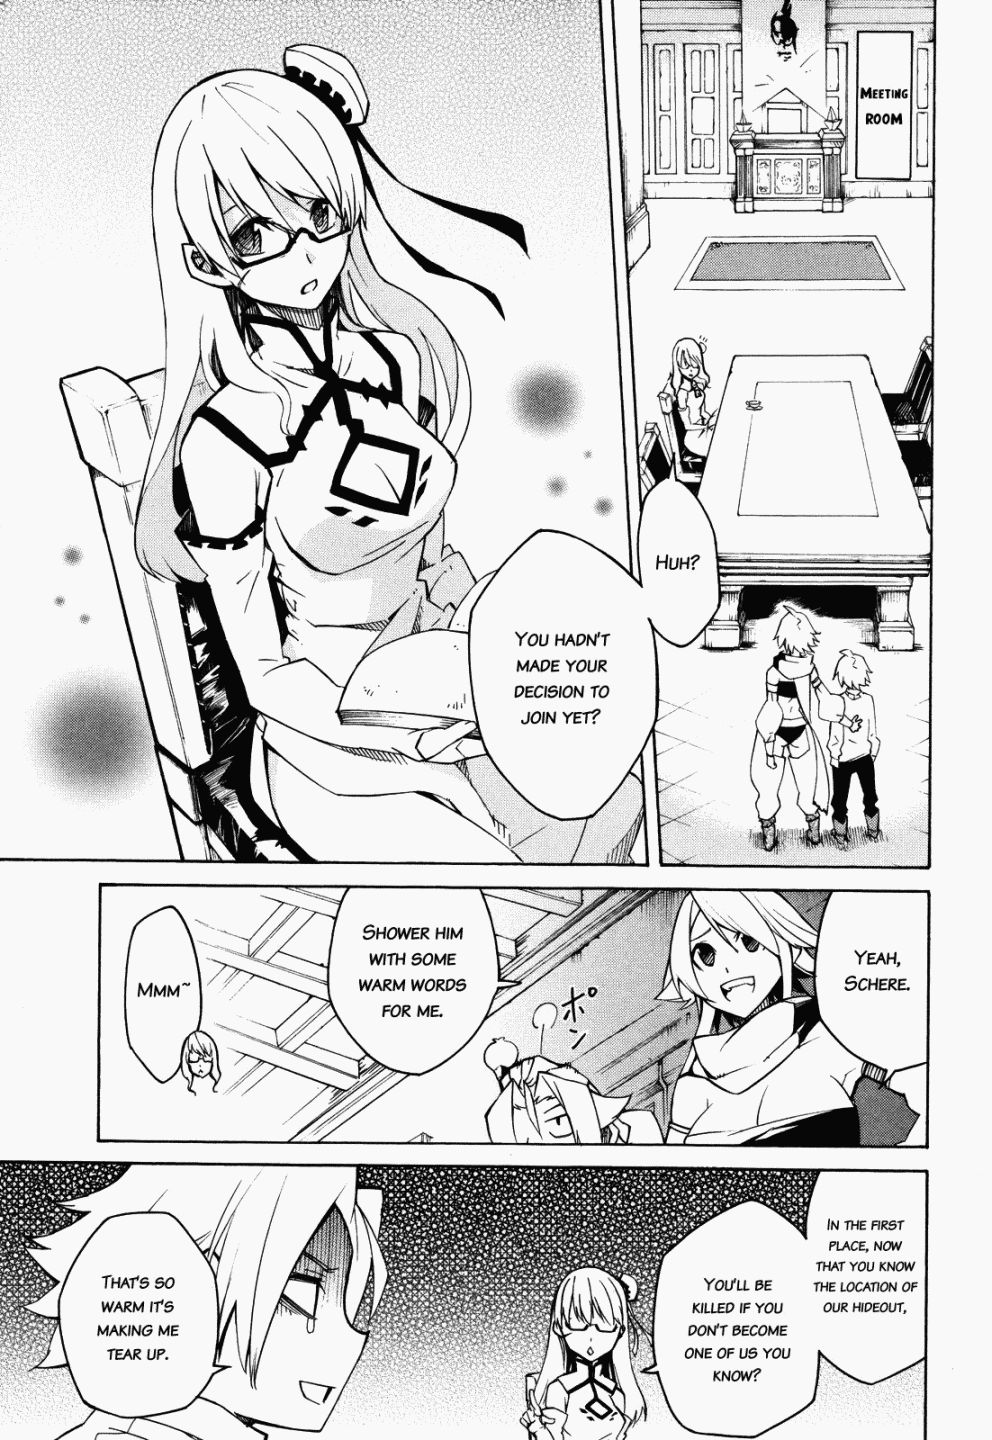 MEETING
ROOM
HUH?
YOU HADN'T
MADE YOUR
DECISION TO
JOIN YET?
YEAH,
SCHERE.
ポン
SHOWER HIM
WITH SOME
WARM WORDS
FOR ME.
MMM~
IN THE FIRST
PLACE, NOW
THAT YOU KNOW
THE LOCATION OF
OUR HIDEOUT,
YOU'LL BE
KILLED IF YOU
DON'T BECOME
ONE OF US YOU
KNOW?
THAT'S SO
WARM IT'S
MAKING ME
TEAR UP.